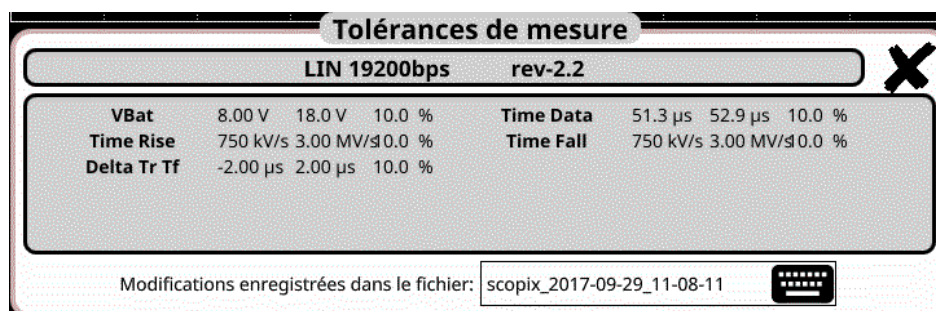 Tolérances de mesure
LIN 19200bps rev-2.2
VBat 8.00 V 18.0 V 10.0 % Time Data 51.3 µs 52.9 µs 10.0 %
Time Rise 750 kV/s 3.00 MV/s 10.0 % Time Fall 750 kV/s 3.00 MV/s 10.0 %
Delta Tr Tf -2.00 µs 2.00 µs 10.0 %
Modifications enregistrées dans le fichier: scopix_2017-09-29_11-08-11